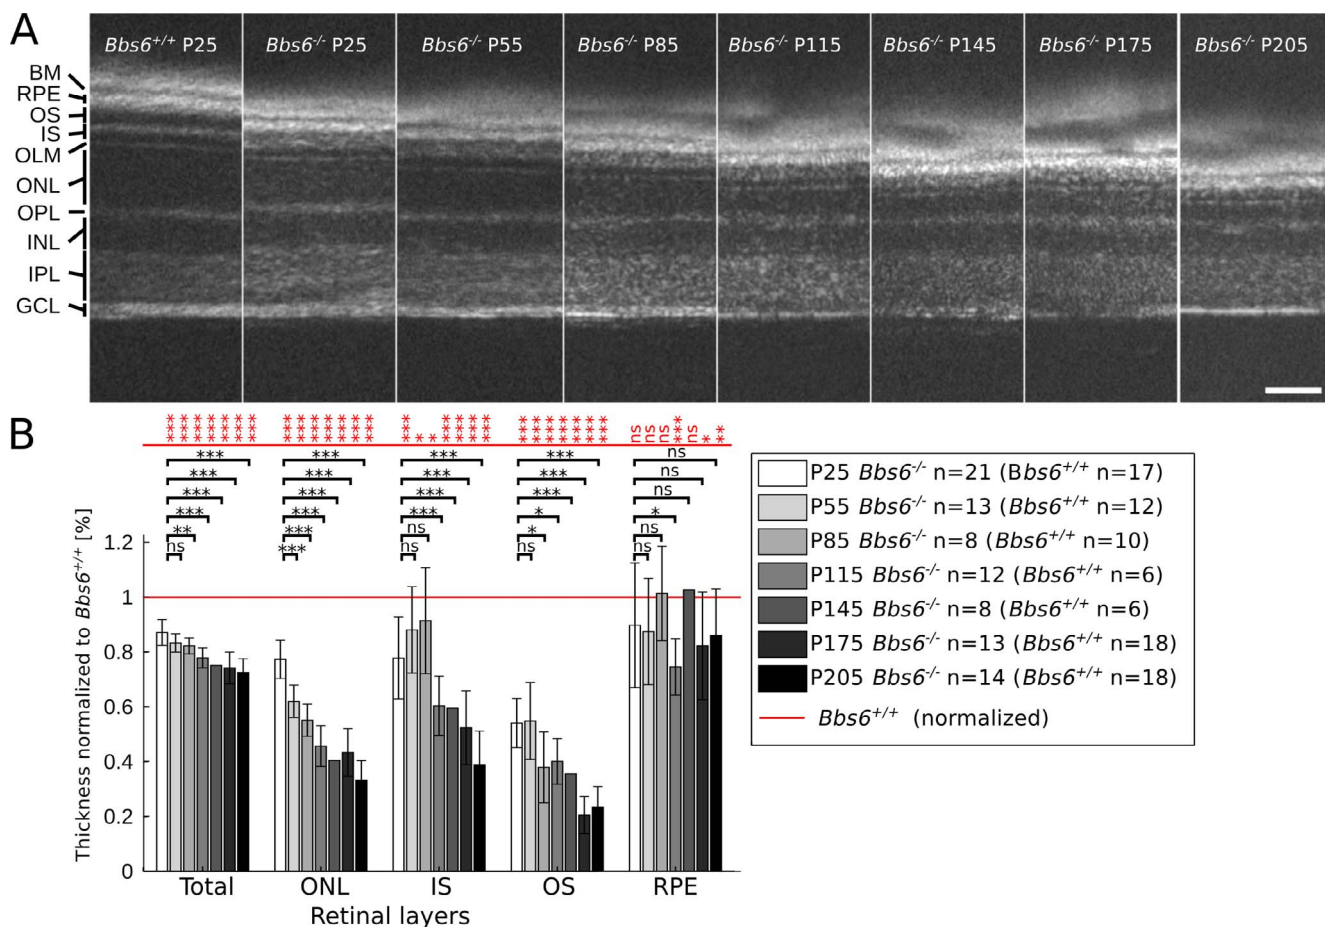 A
Bbs6+/+ P25
Bbs6-/- P25
Bbs6-/- P55
Bbs6-/- P85
Bbs6-/- P115
Bbs6-/- P145
Bbs6-/- P175
Bbs6-/- P205
BM
RPE
OS
IS
OLM
ONL
OPL
INL
IPL
GCL
B
*** *** *** *** *** *** ***
*** *** *** *** *** *** ***
** * * *** *** *** ***
*** *** *** *** *** *** ***
ns ns ns *** ns * **
***
***
***
***
**
ns
***
***
***
***
***
***
***
***
***
***
ns
ns
***
***
***
*
*
ns
ns
ns
*
ns
ns
Thickness normalized to Bbs6+/+ [%]
1.2
1
0.8
0.6
0.4
0.2
0
Total
ONL
IS
OS
RPE
Retinal layers
P25 Bbs6-/- n=21 (Bbs6+/+ n=17)
P55 Bbs6-/- n=13 (Bbs6+/+ n=12)
P85 Bbs6-/- n=8 (Bbs6+/+ n=10)
P115 Bbs6-/- n=12 (Bbs6+/+ n=6)
P145 Bbs6-/- n=8 (Bbs6+/+ n=6)
P175 Bbs6-/- n=13 (Bbs6+/+ n=18)
P205 Bbs6-/- n=14 (Bbs6+/+ n=18)
Bbs6+/+ (normalized)